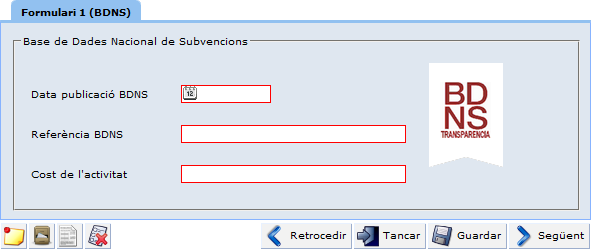 Formulari 1 (BDNS)
Base de Dades Nacional de Subvencions
Data publicació BDNS
12
Referència BDNS
Cost de l'activitat
BD
NS
TRANSPARENCIA
Retrocedir
Tancar
Guardar
Següent